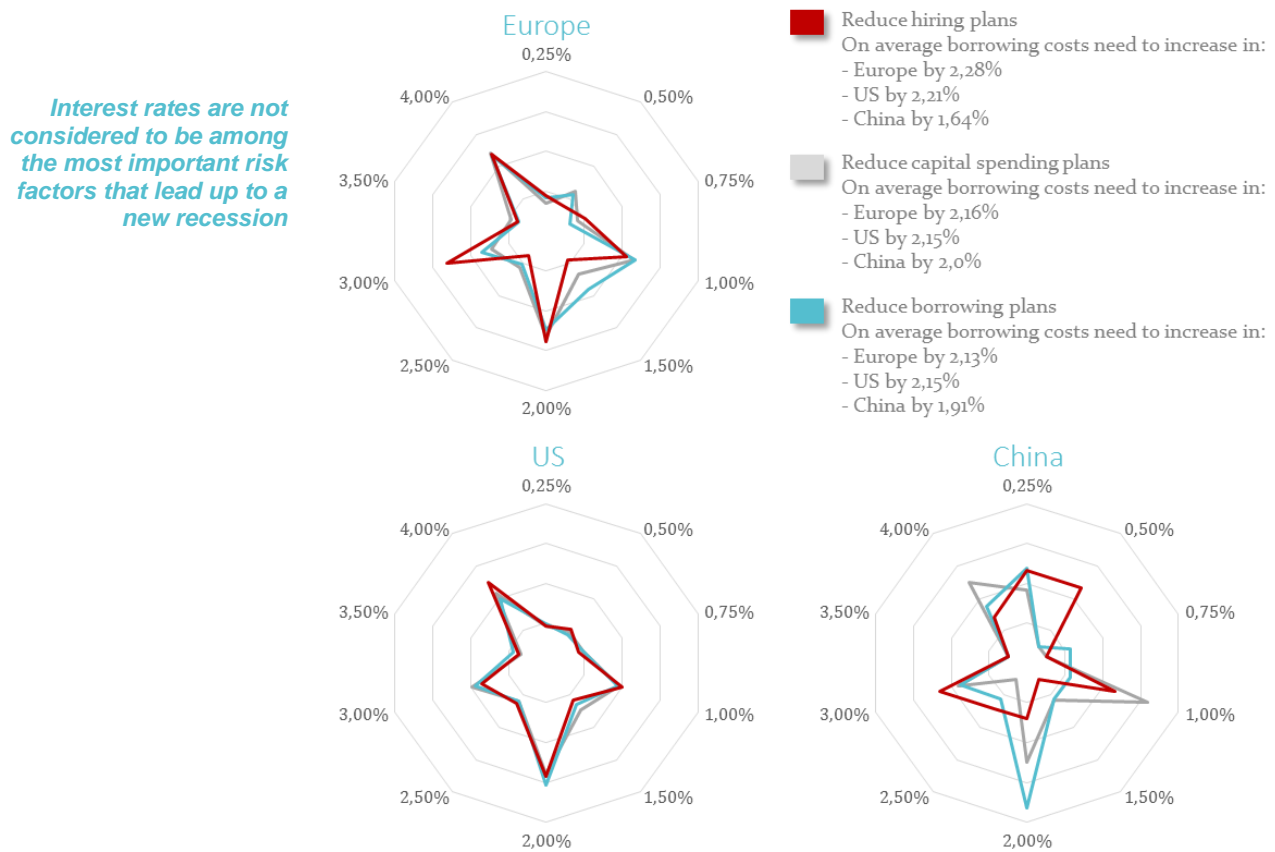 Interest rates are not
considered to be among
the most important risk
factors that lead up to a
new recession
Europe
0,25%
0,50%
0,75%
1,00%
1,50%
2,00%
2,50%
3,00%
3,50%
4,00%
Reduce hiring plans
On average borrowing costs need to increase in:
- Europe by 2,28%
- US by 2,21%
- China by 1,64%
Reduce capital spending plans
On average borrowing costs need to increase in:
- Europe by 2,16%
- US by 2,15%
- China by 2,0%
Reduce borrowing plans
On average borrowing costs need to increase in:
- Europe by 2,13%
- US by 2,15%
- China by 1,91%
US
0,25%
0,50%
0,75%
1,00%
1,50%
2,00%
2,50%
3,00%
3,50%
4,00%
China
0,25%
0,50%
0,75%
1,00%
1,50%
2,00%
2,50%
3,00%
3,50%
4,00%